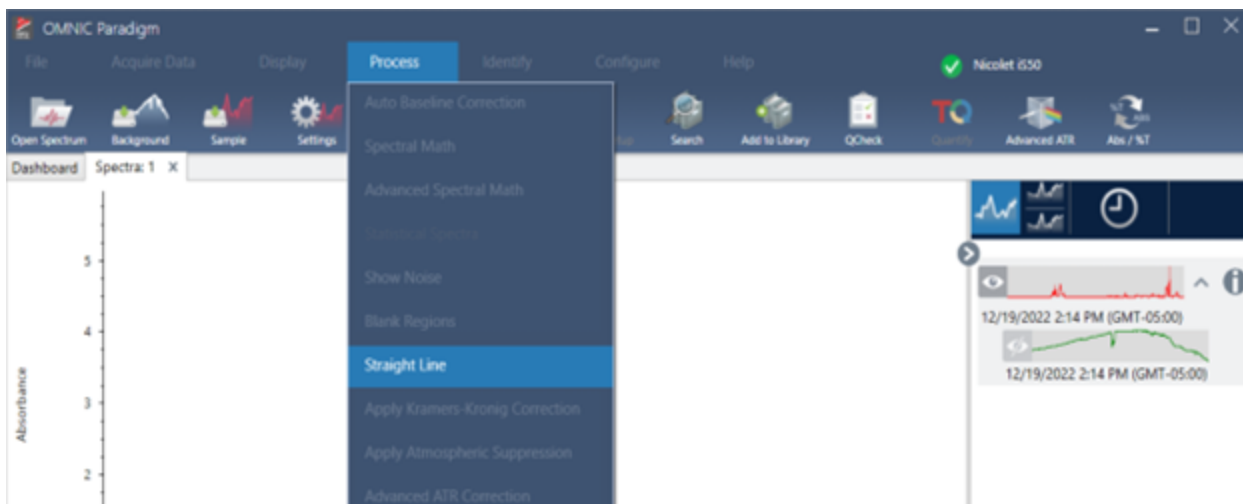 OMNIC Paradigm
File Acquire Data Display Process Identify Configure Help Nicolet iS50
Open Spectrum Background Sample Settings Search Add to Library QCheck TQ Quantify Advanced ATR Abs / %T
Dashboard Spectra: 1 X
Auto Baseline Correction
Spectral Math
Advanced Spectral Math
Statistical Spectra
Show Noise
Blank Regions
Straight Line
Apply Kramers-Kronig Correction
Apply Atmospheric Suppression
Advanced ATR Correction
5
4
3
2
Absorbance
12/19/2022 2:14 PM (GMT-05:00)
12/19/2022 2:14 PM (GMT-05:00)